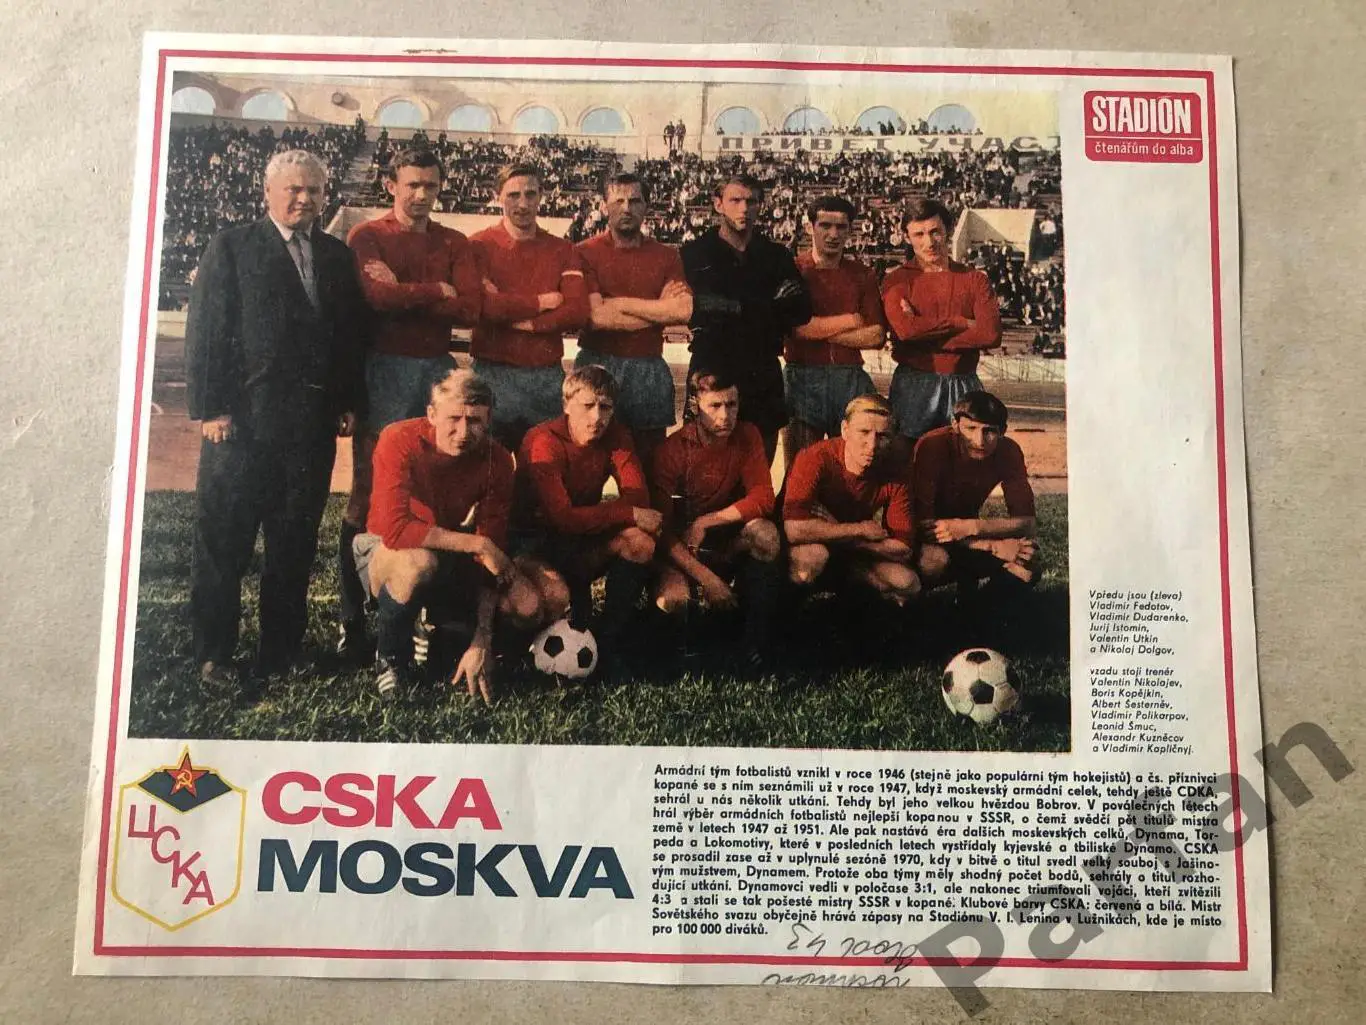 STADIÓN
čtenářům do alba
ПРИВЕТ УЧАС
Vpředu jsou (zleva)
Vladimír Fedotov,
Vladimír Dudarenko,
Jurij Istomin,
Valentin Utkin
a Nikolaj Dolgov,
vzadu stojí trenér
Valentin Nikolajev,
Boris Kopějkin,
Albert Šesterněv,
Vladimír Polikarpov,
Leonid Šmuc,
Alexandr Kuzněcov
a Vladimír Kapličnyj.
ЦСКА
CSKA
MOSKVA
Armádní tým fotbalistů vznikl v roce 1946 (stejně jako populární tým hokejistů) a čs. příznivci
kopané se s ním seznámili už v roce 1947, když moskevský armádní celek, tehdy ještě CDKA,
sehrál u nás několik utkání. Tehdy byl jeho velkou hvězdou Bobrov. V poválečných létech
hrál výběr armádních fotbalistů nejlepší kopanou v SSSR, o čemž svědčí pět titulů mistra
země v letech 1947 až 1951. Ale pak nastává éra dalších moskevských celků, Dynama, Tor-
peda a Lokomotivy, které v posledních letech vystřídaly kyjevské a tbiliské Dynamo. CSKA
se prosadil zase až v uplynulé sezóně 1970, kdy v bitvě o titul svedl velký souboj s Jašino-
vým mužstvem, Dynamem. Protože oba týmy měly shodný počet bodů, sehrály o titul rozho-
dující utkání. Dynamovci vedli v poločase 3:1, ale nakonec triumfovali vojáci, kteří zvítězili
4:3 a stali se tak pošesté mistry SSSR v kopané. Klubové barvy CSKA: červená a bílá. Mistr
Sovětského svazu obyčejně hrává zápasy na Stadiónu V. I. Lenina v Lužnikách, kde je místo
pro 100 000 diváků.
Parman